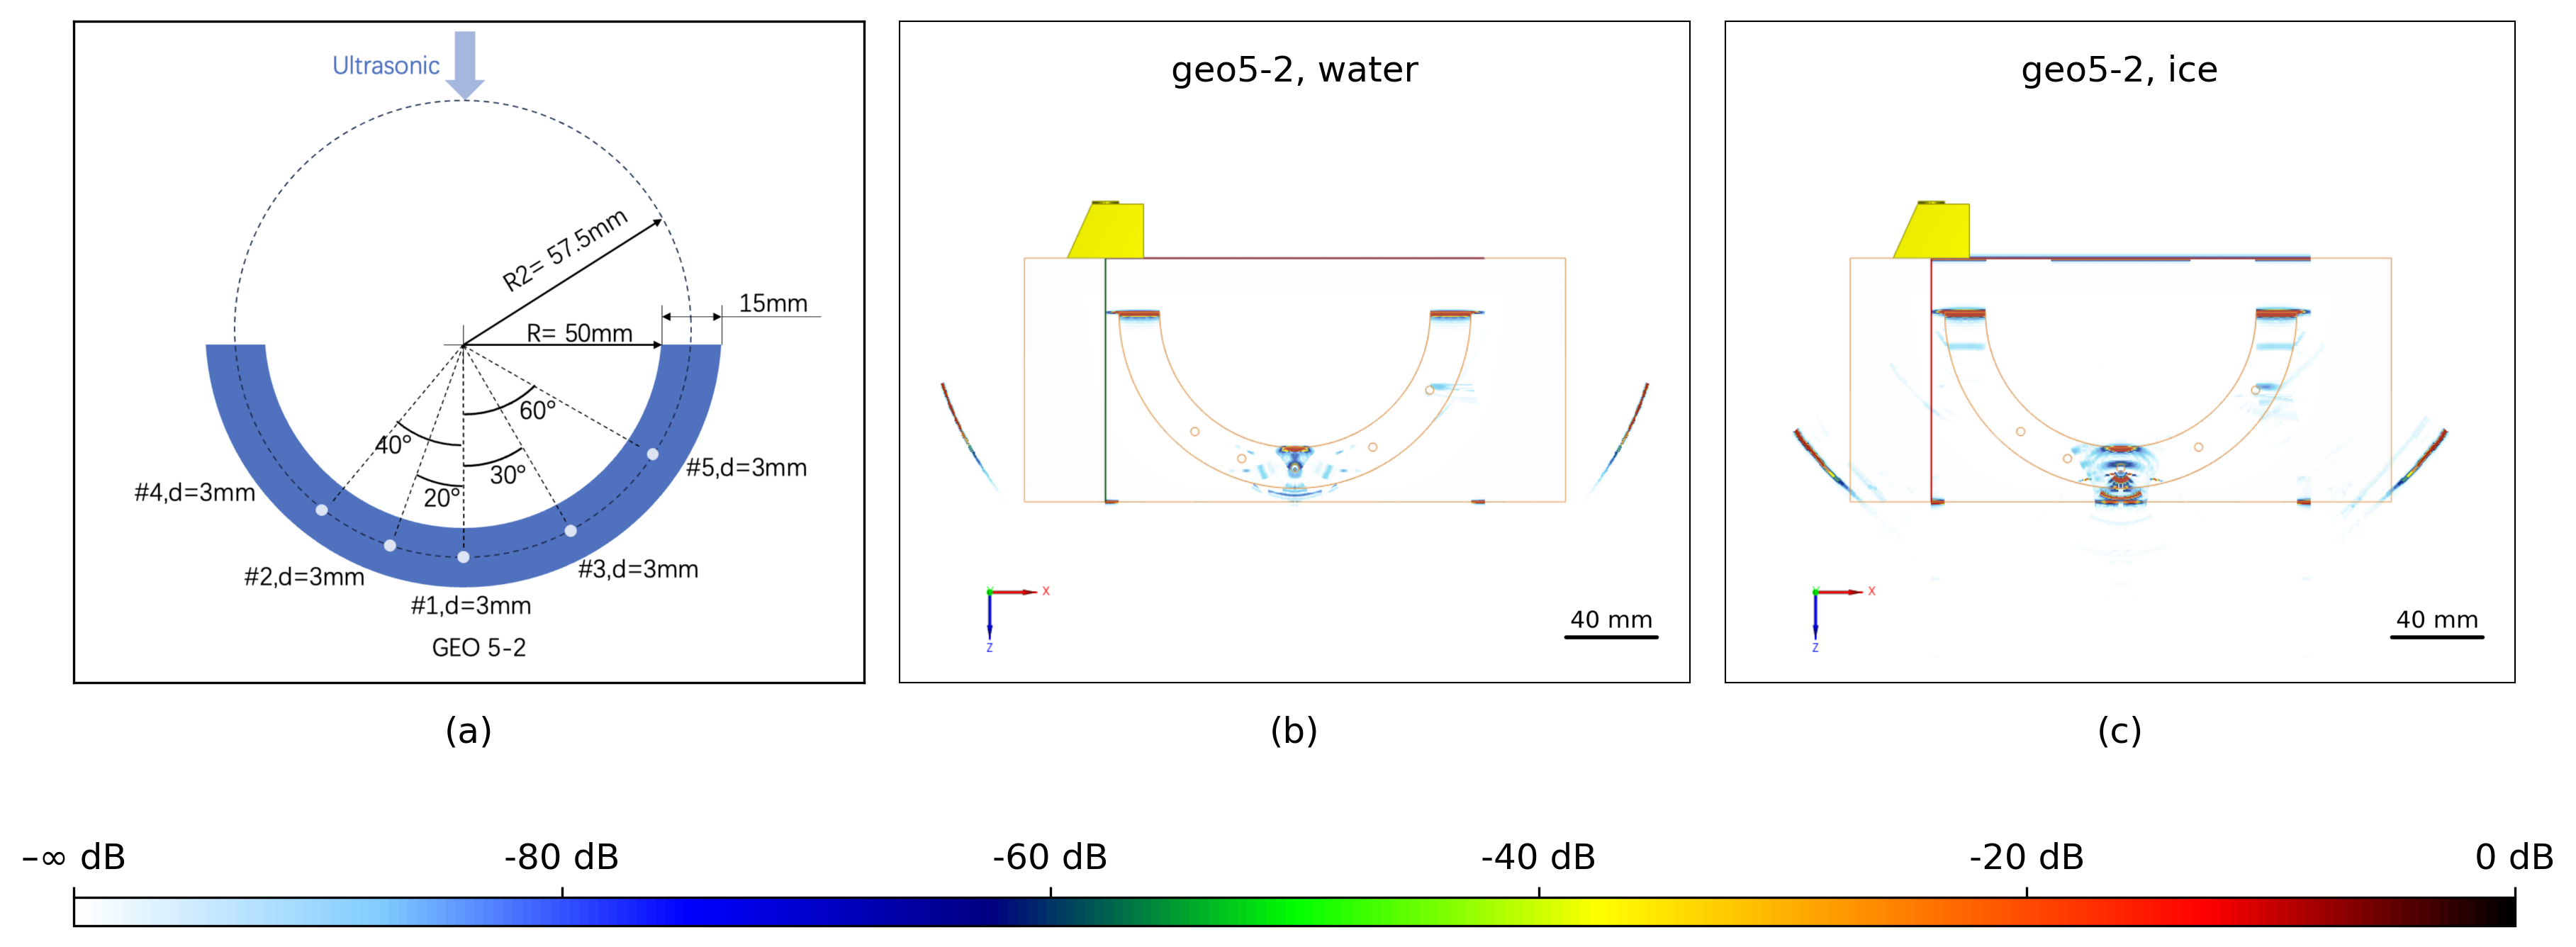 Ultrasonic
R2= 57.5mm
15mm
R= 50mm
60°
40°
30°
20°
#5,d=3mm
#4,d=3mm
#3,d=3mm
#2,d=3mm
#1,d=3mm
GEO 5-2
(a)
geo5-2, water
X
Z
40 mm
(b)
geo5-2, ice
X
Z
40 mm
(c)
–∞ dB
-80 dB
-60 dB
-40 dB
-20 dB
0 dB